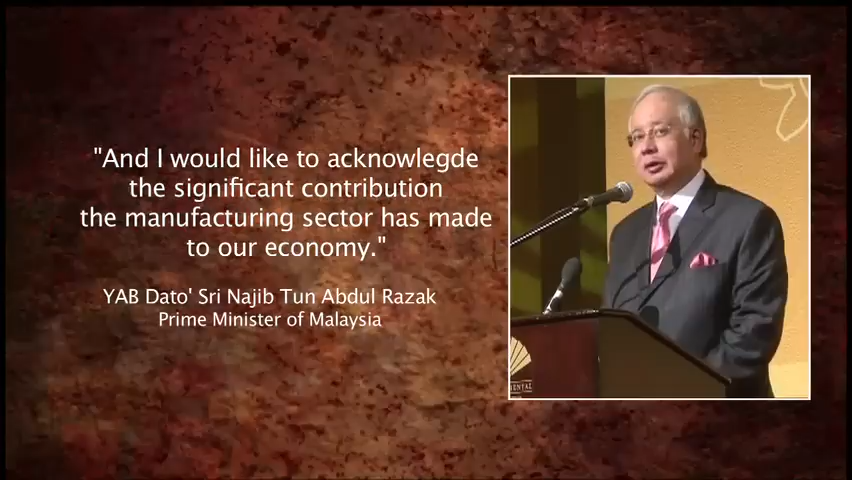 "And I would like to acknowlegde
the significant contribution
the manufacturing sector has made
to our economy."
YAB Dato' Sri Najib Tun Abdul Razak
Prime Minister of Malaysia